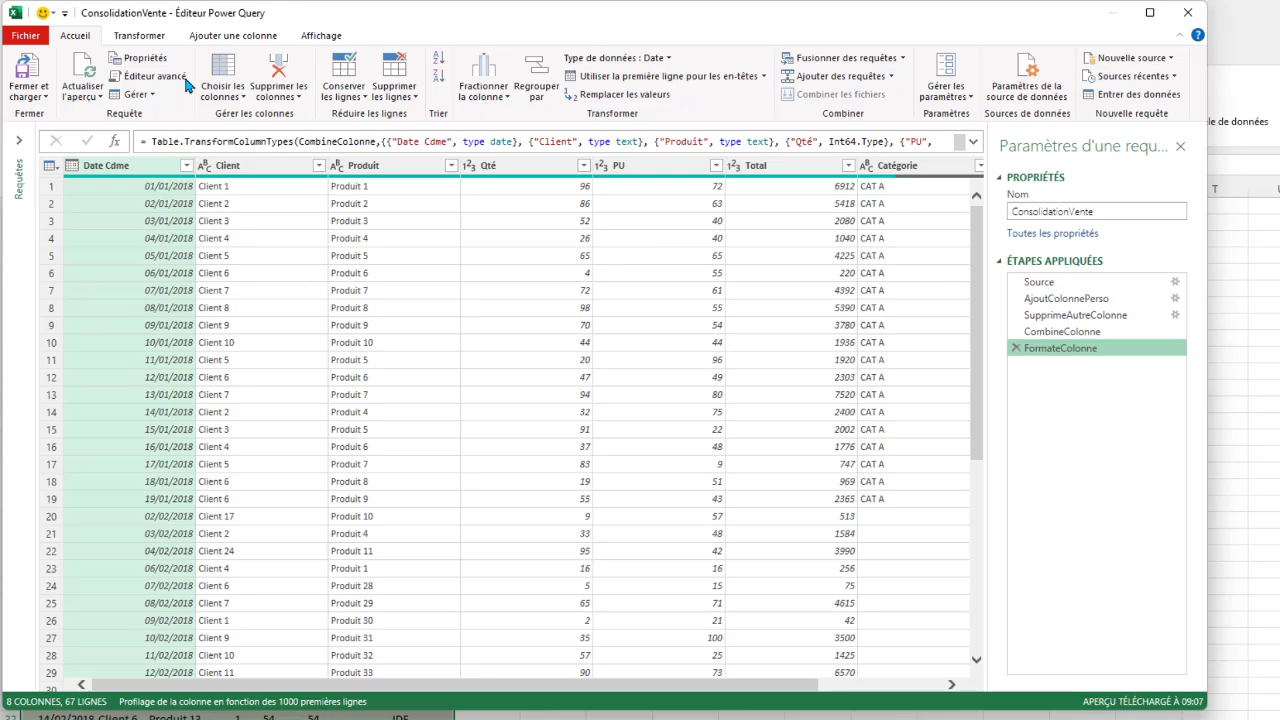 ConsolidationVente - Éditeur Power Query
Fichier Accueil Transformer Ajouter une colonne Affichage
Fermer et charger
Fermer
Actualiser l'aperçu
Propriétés
Éditeur avancé
Gérer
Requête
Choisir les colonnes
Supprimer les colonnes
Gérer les colonnes
Conserver les lignes
Supprimer les lignes
Réduire les lignes
Trier
Fractionner la colonne
Regrouper par
Type de données : Date
Utiliser la première ligne pour les en-têtes
Remplacer les valeurs
Transformer
Fusionner des requêtes
Ajouter des requêtes
Combiner les fichiers
Combiner
Gérer les paramètres
Paramètres
Paramètres de la source de données
Sources de données
Nouvelle source
Sources récentes
Entrer des données
Nouvelle requête
le de données
Requêtes
fx = Table.TransformColumnTypes(CombineColonne,{{"Date Cdme", type date}, {"Client", type text}, {"Produit", type text}, {"Qté", Int64.Type}, {"PU",
Date Cdme Client Produit Qté PU Total Catégorie
1 01/01/2018 Client 1 Produit 1 96 72 6912 CAT A
2 02/01/2018 Client 2 Produit 2 86 63 5418 CAT A
3 03/01/2018 Client 3 Produit 3 52 40 2080 CAT A
4 04/01/2018 Client 4 Produit 4 26 40 1040 CAT A
5 05/01/2018 Client 5 Produit 5 65 65 4225 CAT A
6 06/01/2018 Client 6 Produit 6 4 55 220 CAT A
7 07/01/2018 Client 7 Produit 7 72 61 4392 CAT A
8 08/01/2018 Client 8 Produit 8 98 55 5390 CAT A
9 09/01/2018 Client 9 Produit 9 70 54 3780 CAT A
10 10/01/2018 Client 10 Produit 10 44 44 1936 CAT A
11 11/01/2018 Client 5 Produit 5 20 96 1920 CAT A
12 12/01/2018 Client 6 Produit 6 47 49 2303 CAT A
13 13/01/2018 Client 7 Produit 7 94 80 7520 CAT A
14 14/01/2018 Client 2 Produit 4 32 75 2400 CAT A
15 15/01/2018 Client 3 Produit 5 91 22 2002 CAT A
16 16/01/2018 Client 4 Produit 6 37 48 1776 CAT A
17 17/01/2018 Client 5 Produit 7 83 9 747 CAT A
18 18/01/2018 Client 6 Produit 8 19 51 969 CAT A
19 19/01/2018 Client 6 Produit 9 55 43 2365 CAT A
20 02/02/2018 Client 17 Produit 10 9 57 513
21 03/02/2018 Client 2 Produit 4 33 48 1584
22 04/02/2018 Client 24 Produit 11 95 42 3990
23 06/02/2018 Client 4 Produit 1 16 16 256
24 07/02/2018 Client 6 Produit 28 5 15 75
25 08/02/2018 Client 7 Produit 29 65 71 4615
26 09/02/2018 Client 1 Produit 30 2 21 42
27 10/02/2018 Client 9 Produit 31 35 100 3500
28 11/02/2018 Client 10 Produit 32 57 25 1425
29 12/02/2018 Client 11 Produit 33 90 73 6570
30
Paramètres d'une requ...
PROPRIÉTÉS
Nom
ConsolidationVente
Toutes les propriétés
ÉTAPES APPLIQUÉES
Source
AjoutColonnePerso
SupprimeAutreColonne
CombineColonne
FormateColonne
T
8 COLONNES, 67 LIGNES Profilage de la colonne en fonction des 1000 premières lignes APERÇU TÉLÉCHARGÉ À 09:07
32 14/02/2018 Client 6 Produit 13 1 54 54 IDF